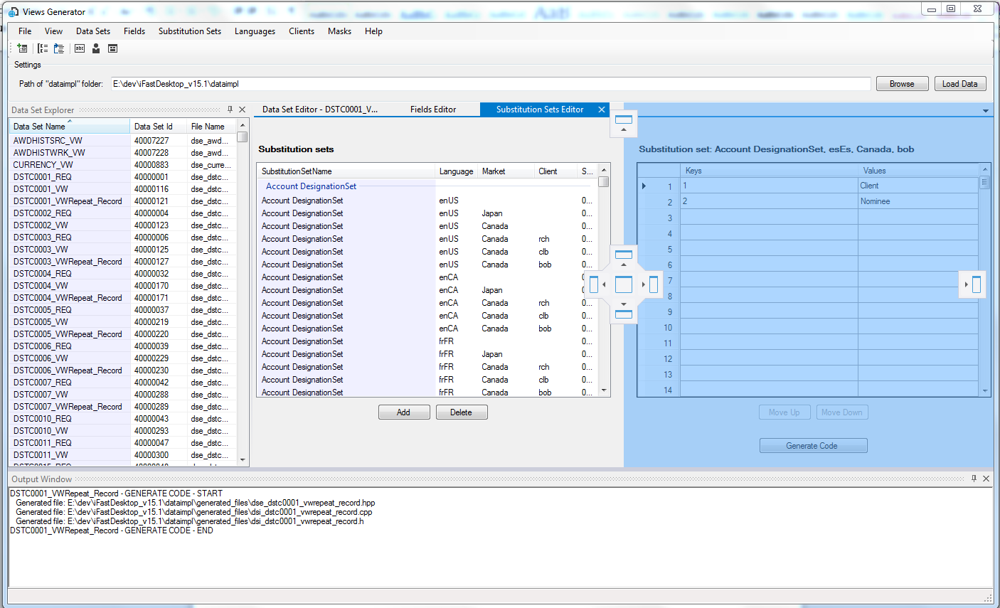 Views Generator
File View Data Sets Fields Substitution Sets Languages Clients Masks Help
abc
Settings
Path of "dataimpl" folder: E:\dev\iFastDesktop_v15.1\dataimpl Browse Load Data
Data Set Explorer
Data Set Name Data Set Id File Name
AWDHISTSRC_VW 40007227 dse_awd...
AWDHISTWRK_VW 40007228 dse_awd...
CURRENCY_VW 40000883 dse_curre...
DSTC0001_REQ 40000001 dse_dstc...
DSTC0001_VW 40000116 dse_dstc...
DSTC0001_VWRepeat_Record 40000121 dse_dstc...
DSTC0002_REQ 40000004 dse_dstc...
DSTC0002_VW 40000123 dse_dstc...
DSTC0003_REQ 40000006 dse_dstc...
DSTC0003_VW 40000125 dse_dstc...
DSTC0003_VWRepeat_Record 40000127 dse_dstc...
DSTC0004_REQ 40000032 dse_dstc...
DSTC0004_VW 40000170 dse_dstc...
DSTC0004_VWRepeat_Record 40000171 dse_dstc...
DSTC0005_REQ 40000037 dse_dstc...
DSTC0005_VW 40000219 dse_dstc...
DSTC0005_VWRepeat_Record 40000220 dse_dstc...
DSTC0006_REQ 40000039 dse_dstc...
DSTC0006_VW 40000229 dse_dstc...
DSTC0006_VWRepeat_Record 40000230 dse_dstc...
DSTC0007_REQ 40000042 dse_dstc...
DSTC0007_VW 40000288 dse_dstc...
DSTC0007_VWRepeat_Record 40000289 dse_dstc...
DSTC0010_REQ 40000043 dse_dstc...
DSTC0010_VW 40000293 dse_dstc...
DSTC0011_REQ 40000047 dse_dstc...
DSTC0011_VW 40000300 dse_dstc...
Data Set Editor - DSTC0001_V... Fields Editor Substitution Sets Editor
Substitution sets
SubstitutionSetName Language Market Client S...
Account DesignationSet
Account DesignationSet enUS 0...
Account DesignationSet enUS Japan 0...
Account DesignationSet enUS Canada 0...
Account DesignationSet enUS Canada rch 0...
Account DesignationSet enUS Canada clb 0...
Account DesignationSet enUS Canada bob 0...
Account DesignationSet enCA
Account DesignationSet enCA Japan
Account DesignationSet enCA Canada rch 0...
Account DesignationSet enCA Canada clb 0...
Account DesignationSet enCA Canada bob 0...
Account DesignationSet frFR 0...
Account DesignationSet frFR Japan 0...
Account DesignationSet frFR Canada rch 0...
Account DesignationSet frFR Canada clb 0...
Account DesignationSet frFR Canada bob 0...
Add Delete
Substitution set: Account DesignationSet, esEs, Canada, bob
Keys Values
1 1 Client
2 2 Nominee
3
4
5
6
7
8
9
10
11
12
13
14
Move Up Move Down
Generate Code
Output Window
DSTC0001_VWRepeat_Record - GENERATE CODE - START
Generated file: E:\dev\iFastDesktop_v15.1\dataimpl\generated_files\dse_dstc0001_vwrepeat_record.hpp
Generated file: E:\dev\iFastDesktop_v15.1\dataimpl\generated_files\dsi_dstc0001_vwrepeat_record.cpp
Generated file: E:\dev\iFastDesktop_v15.1\dataimpl\generated_files\dsi_dstc0001_vwrepeat_record.h
DSTC0001_VWRepeat_Record - GENERATE CODE - END